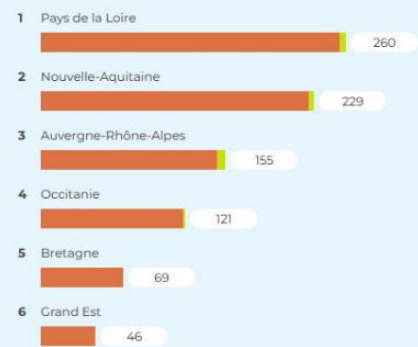 1 Pays de la Loire
260
2 Nouvelle-Aquitaine
229
3 Auvergne-Rhône-Alpes
155
4 Occitanie
121
5 Bretagne
69
6 Grand Est
46